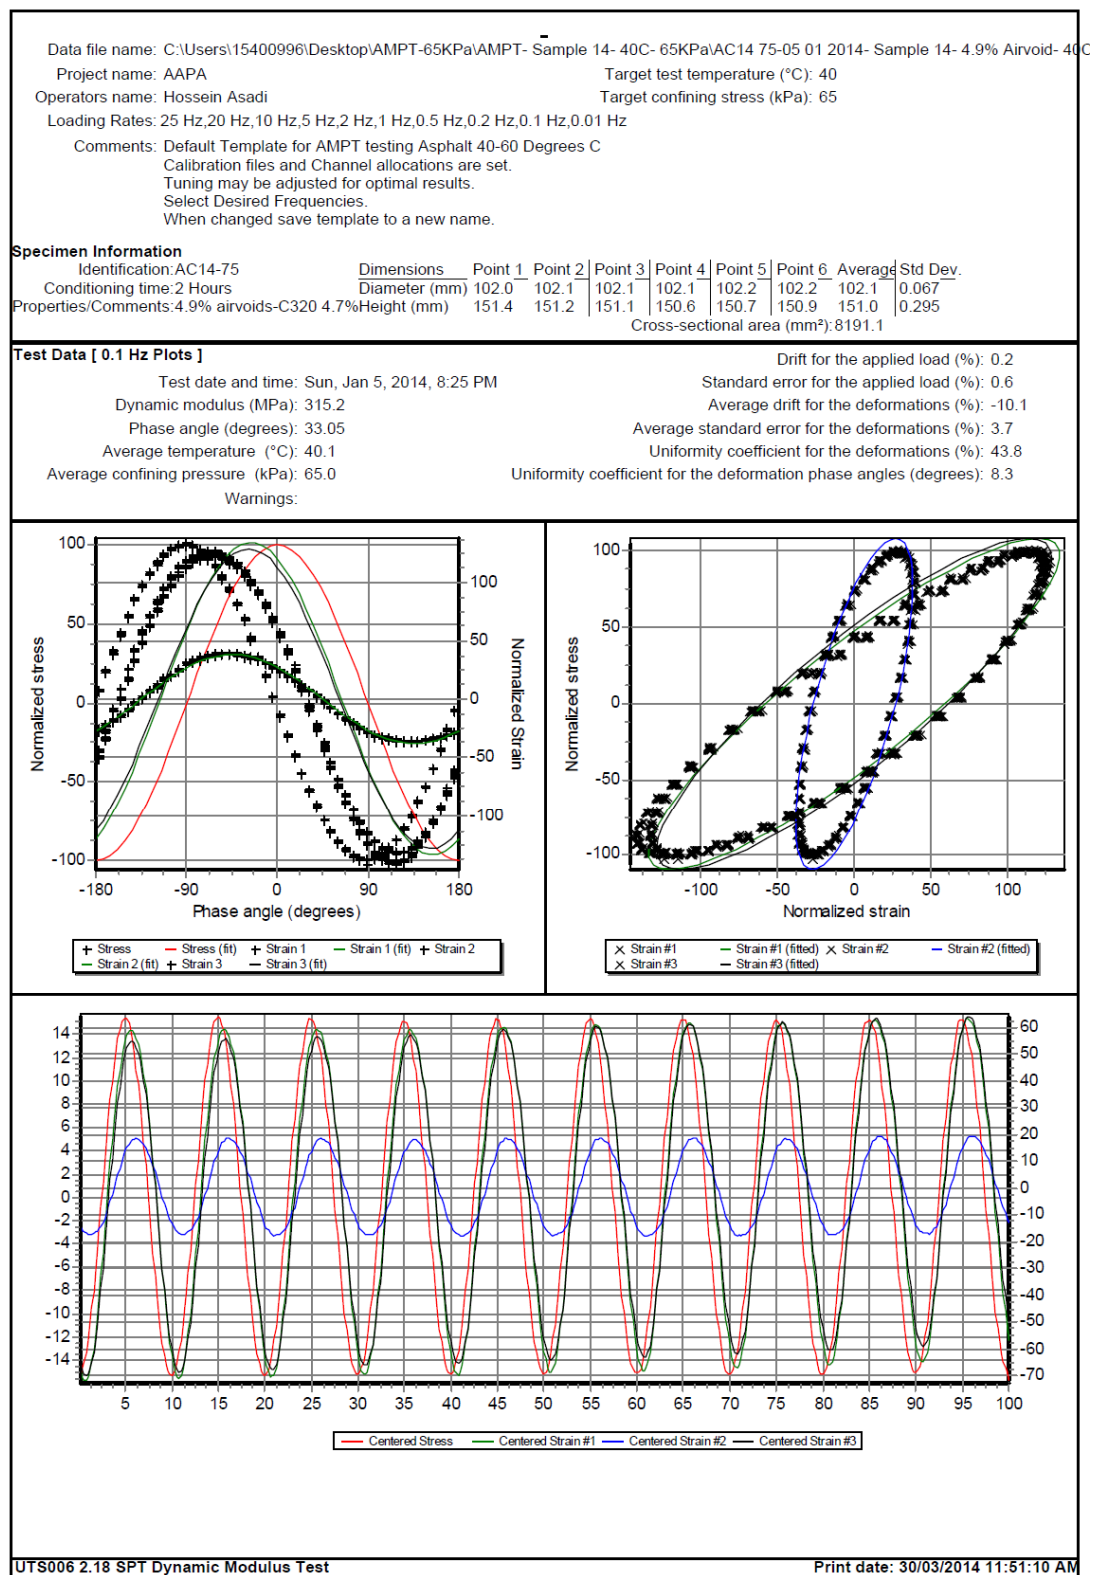 Data file name: C:\Users\15400996\Desktop\AMPT-65KPa\AMPT- Sample 14- 40C- 65KPa\AC14 75-05 01 2014- Sample 14- 4.9% Airvoid- 40C
Project name: AAPA Target test temperature (°C): 40
Operators name: Hossein Asadi Target confining stress (kPa): 65
Loading Rates: 25 Hz,20 Hz,10 Hz,5 Hz,2 Hz,1 Hz,0.5 Hz,0.2 Hz,0.1 Hz,0.01 Hz
Comments: Default Template for AMPT testing Asphalt 40-60 Degrees C
Calibration files and Channel allocations are set.
Tuning may be adjusted for optimal results.
Select Desired Frequencies.
When changed save template to a new name.
Specimen Information
Identification: AC14-75 Dimensions Point 1 Point 2 Point 3 Point 4 Point 5 Point 6 Average Std Dev.
Conditioning time: 2 Hours Diameter (mm) 102.0 102.1 102.1 102.1 102.2 102.2 102.1 0.067
Properties/Comments: 4.9% airvoids-C320 4.7% Height (mm) 151.4 151.2 151.1 150.6 150.7 150.9 151.0 0.295
Cross-sectional area (mm²): 8191.1
Test Data [ 0.1 Hz Plots ] Drift for the applied load (%): 0.2
Test date and time: Sun, Jan 5, 2014, 8:25 PM Standard error for the applied load (%): 0.6
Dynamic modulus (MPa): 315.2 Average drift for the deformations (%): -10.1
Phase angle (degrees): 33.05 Average standard error for the deformations (%): 3.7
Average temperature (°C): 40.1 Uniformity coefficient for the deformations (%): 43.8
Average confining pressure (kPa): 65.0 Uniformity coefficient for the deformation phase angles (degrees): 8.3
Warnings:
Normalized stress
100
50
0
-50
-100
100
50
0
-50
-100
Normalized Strain
-180 -90 0 90 180
Phase angle (degrees)
Stress Stress (fit) Strain 1 Strain 1 (fit) Strain 2
Strain 2 (fit) Strain 3 Strain 3 (fit)
Normalized stress
100
50
0
-50
-100
-100 -50 0 50 100
Normalized strain
Strain #1 Strain #1 (fitted) Strain #2 Strain #2 (fitted)
Strain #3 Strain #3 (fitted)
14
12
10
8
6
4
2
0
-2
-4
-6
-8
-10
-12
-14
60
50
40
30
20
10
0
-10
-20
-30
-40
-50
-60
-70
5 10 15 20 25 30 35 40 45 50 55 60 65 70 75 80 85 90 95 100
Centered Stress Centered Strain #1 Centered Strain #2 Centered Strain #3
UTS006 2.18 SPT Dynamic Modulus Test Print date: 30/03/2014 11:51:10 AM